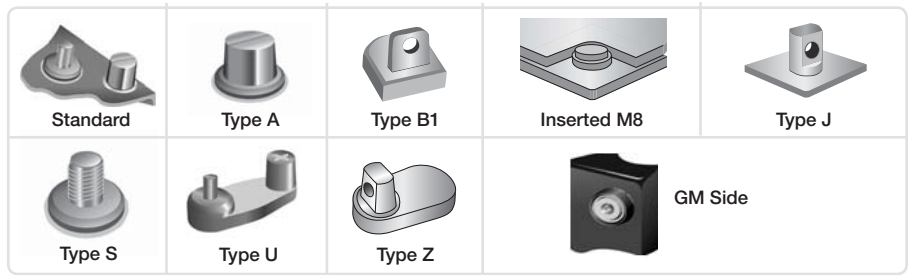 Standard
Type A
Type B1
Inserted M8
Type J
Type S
Type U
Type Z
GM Side